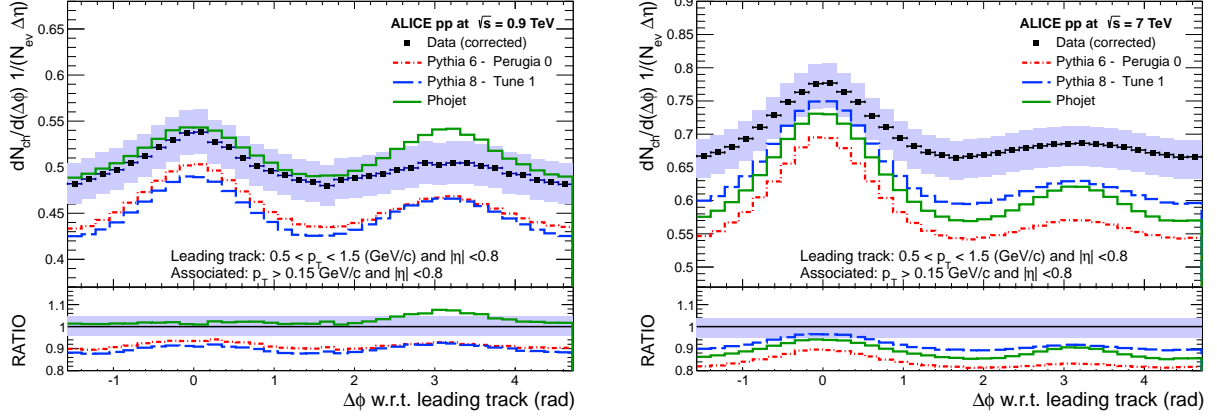 dN_ch/d(Δϕ) 1/(N_ev Δη)
0.65
0.6
0.55
0.5
0.45
0.4
ALICE pp at √s = 0.9 TeV
Data (corrected)
Pythia 6 - Perugia 0
Pythia 8 - Tune 1
Phojet
Leading track: 0.5 < p_T < 1.5 (GeV/c) and |η| <0.8
Associated: p_T > 0.15 GeV/c and |η| <0.8
RATIO
1.1
1
0.9
0.8
-1 0 1 2 3 4
Δϕ w.r.t. leading track (rad)
dN_ch/d(Δϕ) 1/(N_ev Δη)
0.9
0.85
0.8
0.75
0.7
0.65
0.6
0.55
0.5
ALICE pp at √s = 7 TeV
Data (corrected)
Pythia 6 - Perugia 0
Pythia 8 - Tune 1
Phojet
Leading track: 0.5 < p_T < 1.5 (GeV/c) and |η| <0.8
Associated: p_T > 0.15 GeV/c and |η| <0.8
RATIO
1.1
1
0.9
0.8
-1 0 1 2 3 4
Δϕ w.r.t. leading track (rad)